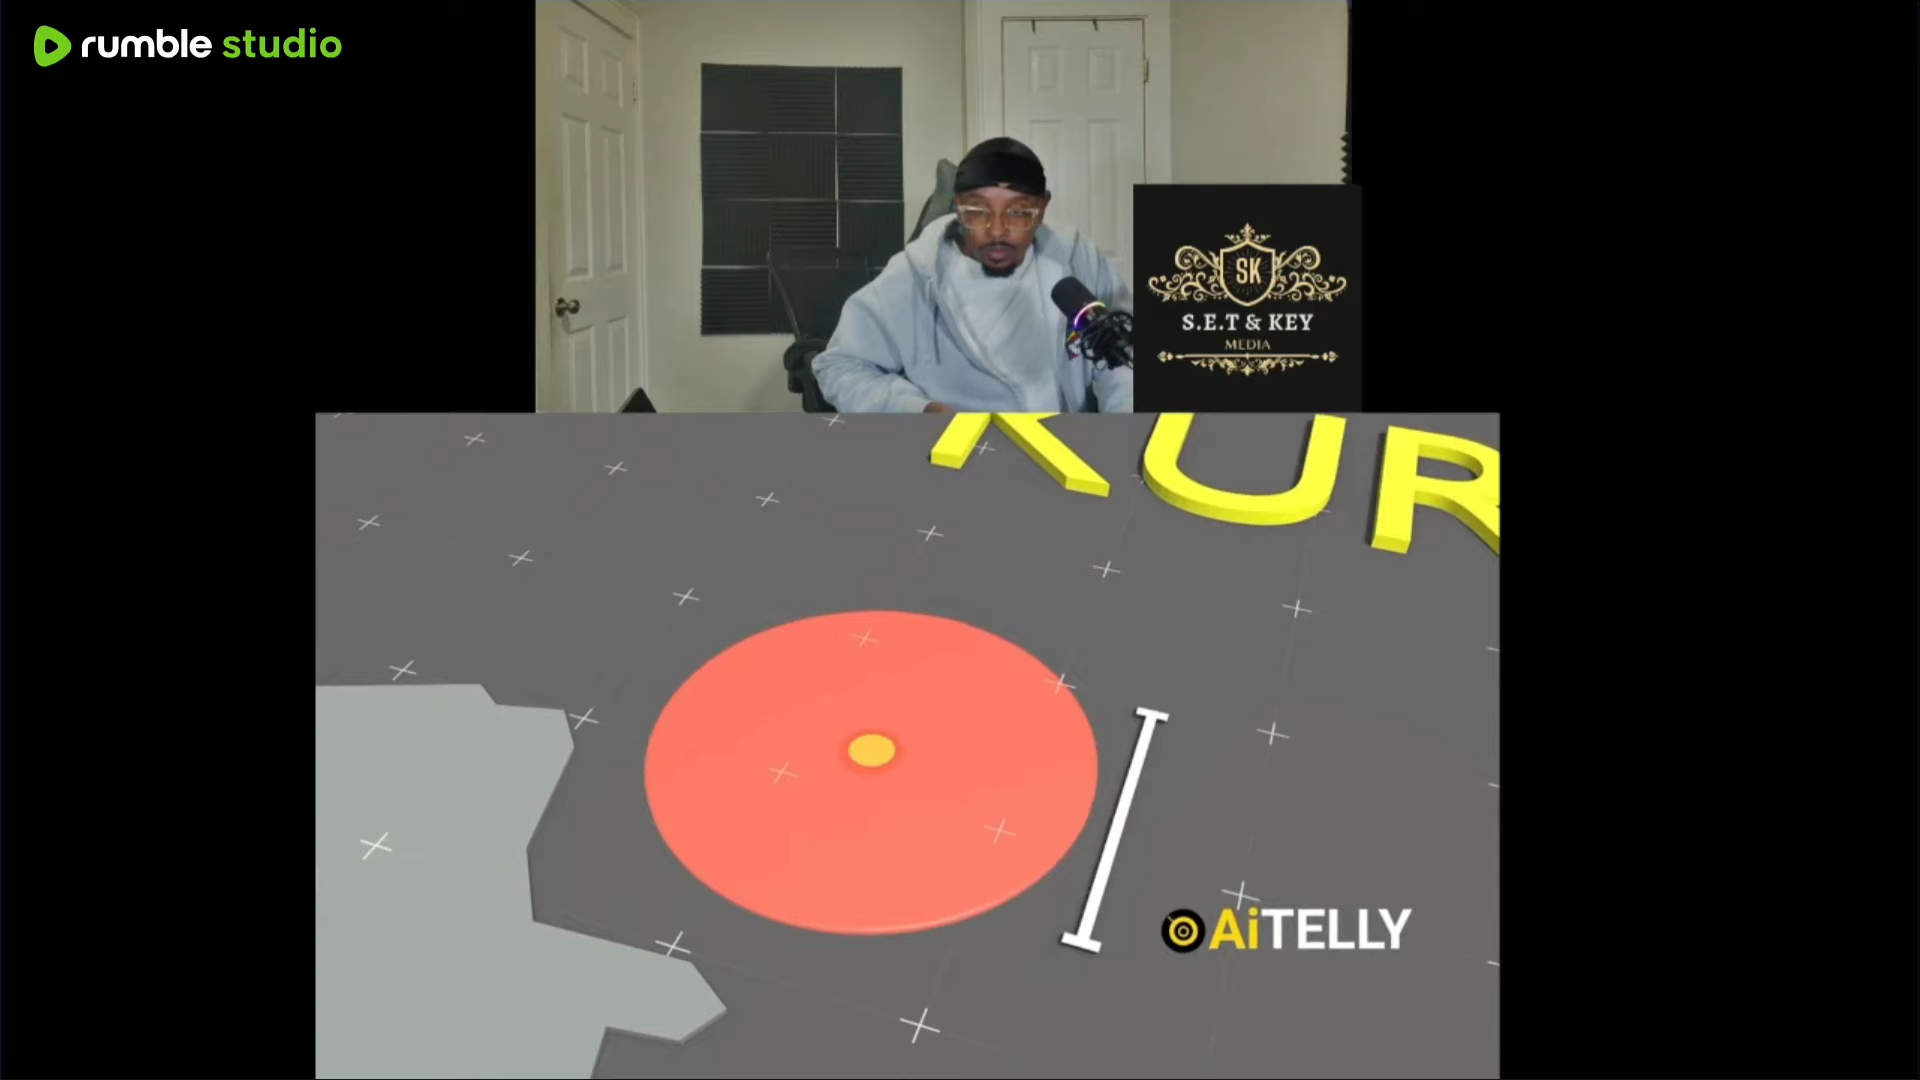 rumble studio
SK
S.E.T & KEY
MEDIA
KUR
AiTELLY